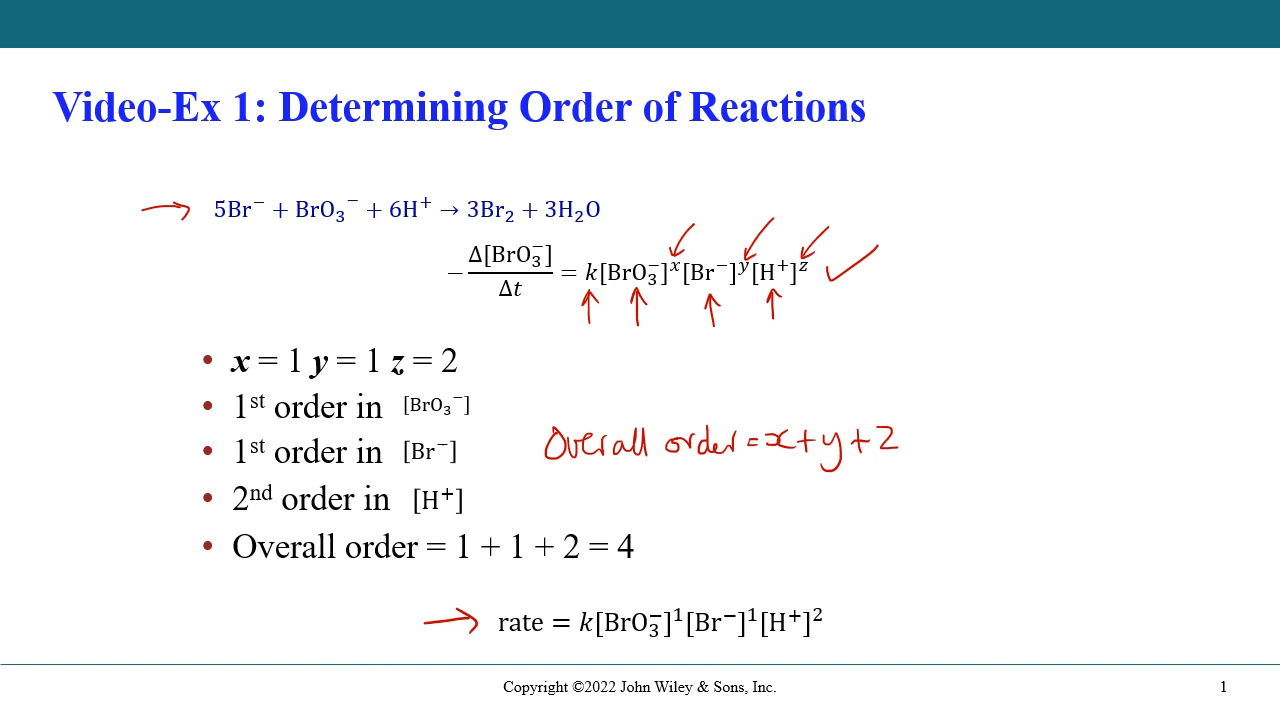 Video-Ex 1: Determining Order of Reactions
5Br⁻ + BrO₃⁻ + 6H⁺ → 3Br₂ + 3H₂O
−Δ[BrO₃⁻]/Δt = k[BrO₃⁻]ˣ[Br⁻]ʸ[H⁺]ᶻ
• x = 1 y = 1 z = 2
• 1ˢᵗ order in [BrO₃⁻]
• 1ˢᵗ order in [Br⁻]
Overall order = x + y + z
• 2ⁿᵈ order in [H⁺]
• Overall order = 1 + 1 + 2 = 4
rate = k[BrO₃⁻]¹[Br⁻]¹[H⁺]²
Copyright ©2022 John Wiley & Sons, Inc.
1